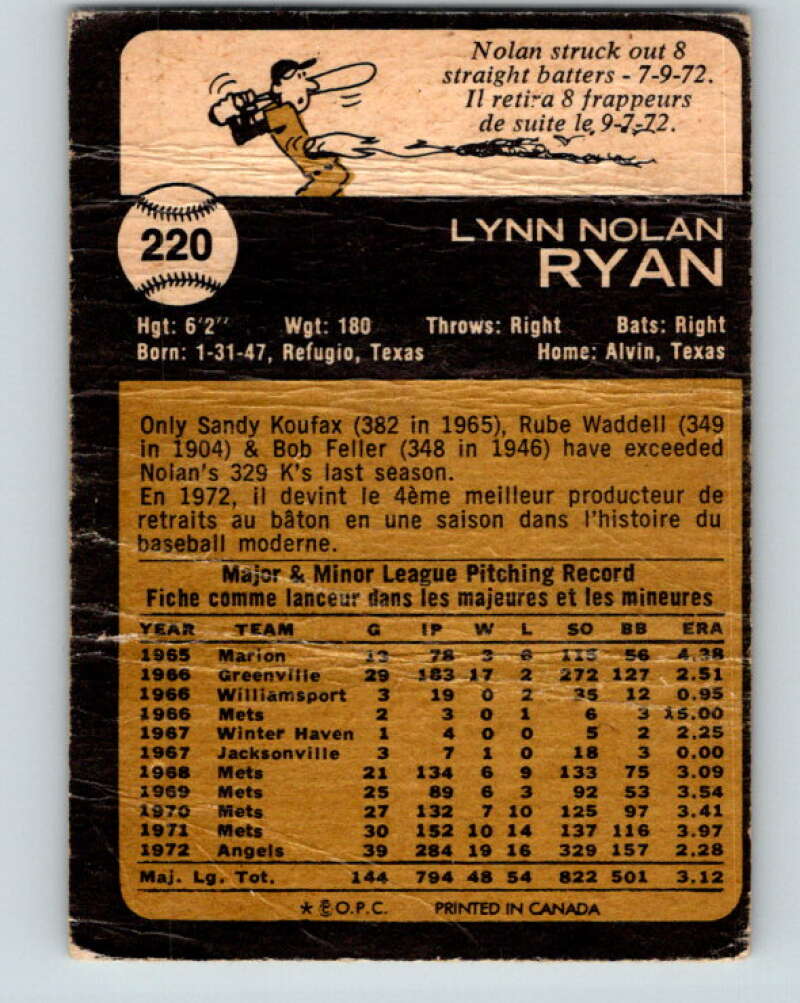 Nolan struck out 8
straight batters - 7-9-72.
Il retira 8 frappeurs
de suite le 9-7-72.
220
LYNN NOLAN
RYAN
Hgt: 6'2" Wgt: 180 Throws: Right Bats: Right
Born: 1-31-47, Refugio, Texas Home: Alvin, Texas
Only Sandy Koufax (382 in 1965), Rube Waddell (349
in 1904) & Bob Feller (348 in 1946) have exceeded
Nolan's 329 K's last season.
En 1972, il devint le 4ème meilleur producteur de
retraits au bâton en une saison dans l'histoire du
baseball moderne.
Major & Minor League Pitching Record
Fiche comme lanceur dans les majeures et les mineures
YEAR TEAM G IP W L SO BB ERA
1965 Marion 13 78 3 6 115 56 4.38
1966 Greenville 29 183 17 2 272 127 2.51
1966 Williamsport 3 19 0 2 35 12 0.95
1966 Mets 2 3 0 1 6 3 15.00
1967 Winter Haven 1 4 0 0 5 2 2.25
1967 Jacksonville 3 7 1 0 18 3 0.00
1968 Mets 21 134 6 9 133 75 3.09
1969 Mets 25 89 6 3 92 53 3.54
1970 Mets 27 132 7 10 125 97 3.41
1971 Mets 30 152 10 14 137 116 3.97
1972 Angels 39 284 19 16 329 157 2.28
Maj. Lg. Tot. 144 794 48 54 822 501 3.12
* © O.P.C. PRINTED IN CANADA